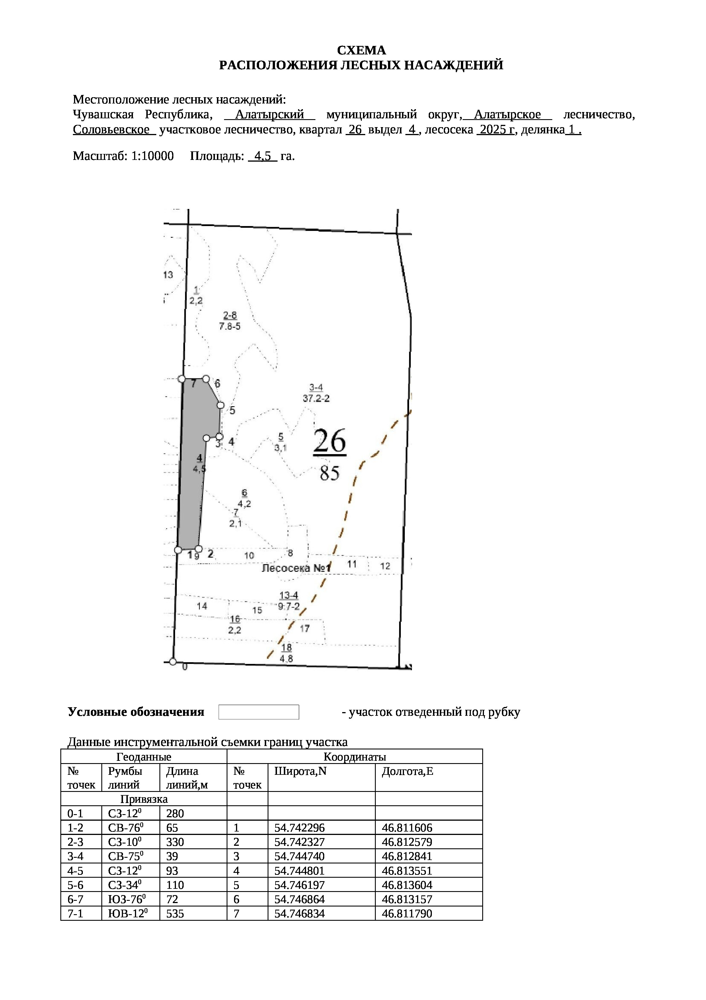 СХЕМА
РАСПОЛОЖЕНИЯ ЛЕСНЫХ НАСАЖДЕНИЙ
Местоположение лесных насаждений:
Чувашская Республика, Алатырский муниципальный округ, Алатырское лесничество,
Соловьевское участковое лесничество, квартал 26 выдел 4 , лесосека 2025 г, делянка 1 .
Масштаб: 1:10000 Площадь: 4,5 га.
13
1
2,2
2-8
7.8-5
7
6
5
3-4
37.2-2
3
4
5
3,1
26
85
4
4,5
6
4,2
7
2,1
1
9
2
10
8
Лесосека №1
11
12
13-4
9.7-2
14
15
16
2,2
17
18
4,8
0
Условные обозначения - участок отведенный под рубку
Данные инструментальной съемки границ участка
Геоданные Координаты
№ точек Румбы линий Длина линий,м № точек Широта,N Долгота,E
Привязка
0-1 СЗ-12⁰ 280
1-2 СВ-76⁰ 65 1 54.742296 46.811606
2-3 СЗ-10⁰ 330 2 54.742327 46.812579
3-4 СВ-75⁰ 39 3 54.744740 46.812841
4-5 СЗ-12⁰ 93 4 54.744801 46.813551
5-6 СЗ-34⁰ 110 5 54.746197 46.813604
6-7 ЮЗ-76⁰ 72 6 54.746864 46.813157
7-1 ЮВ-12⁰ 535 7 54.746834 46.811790